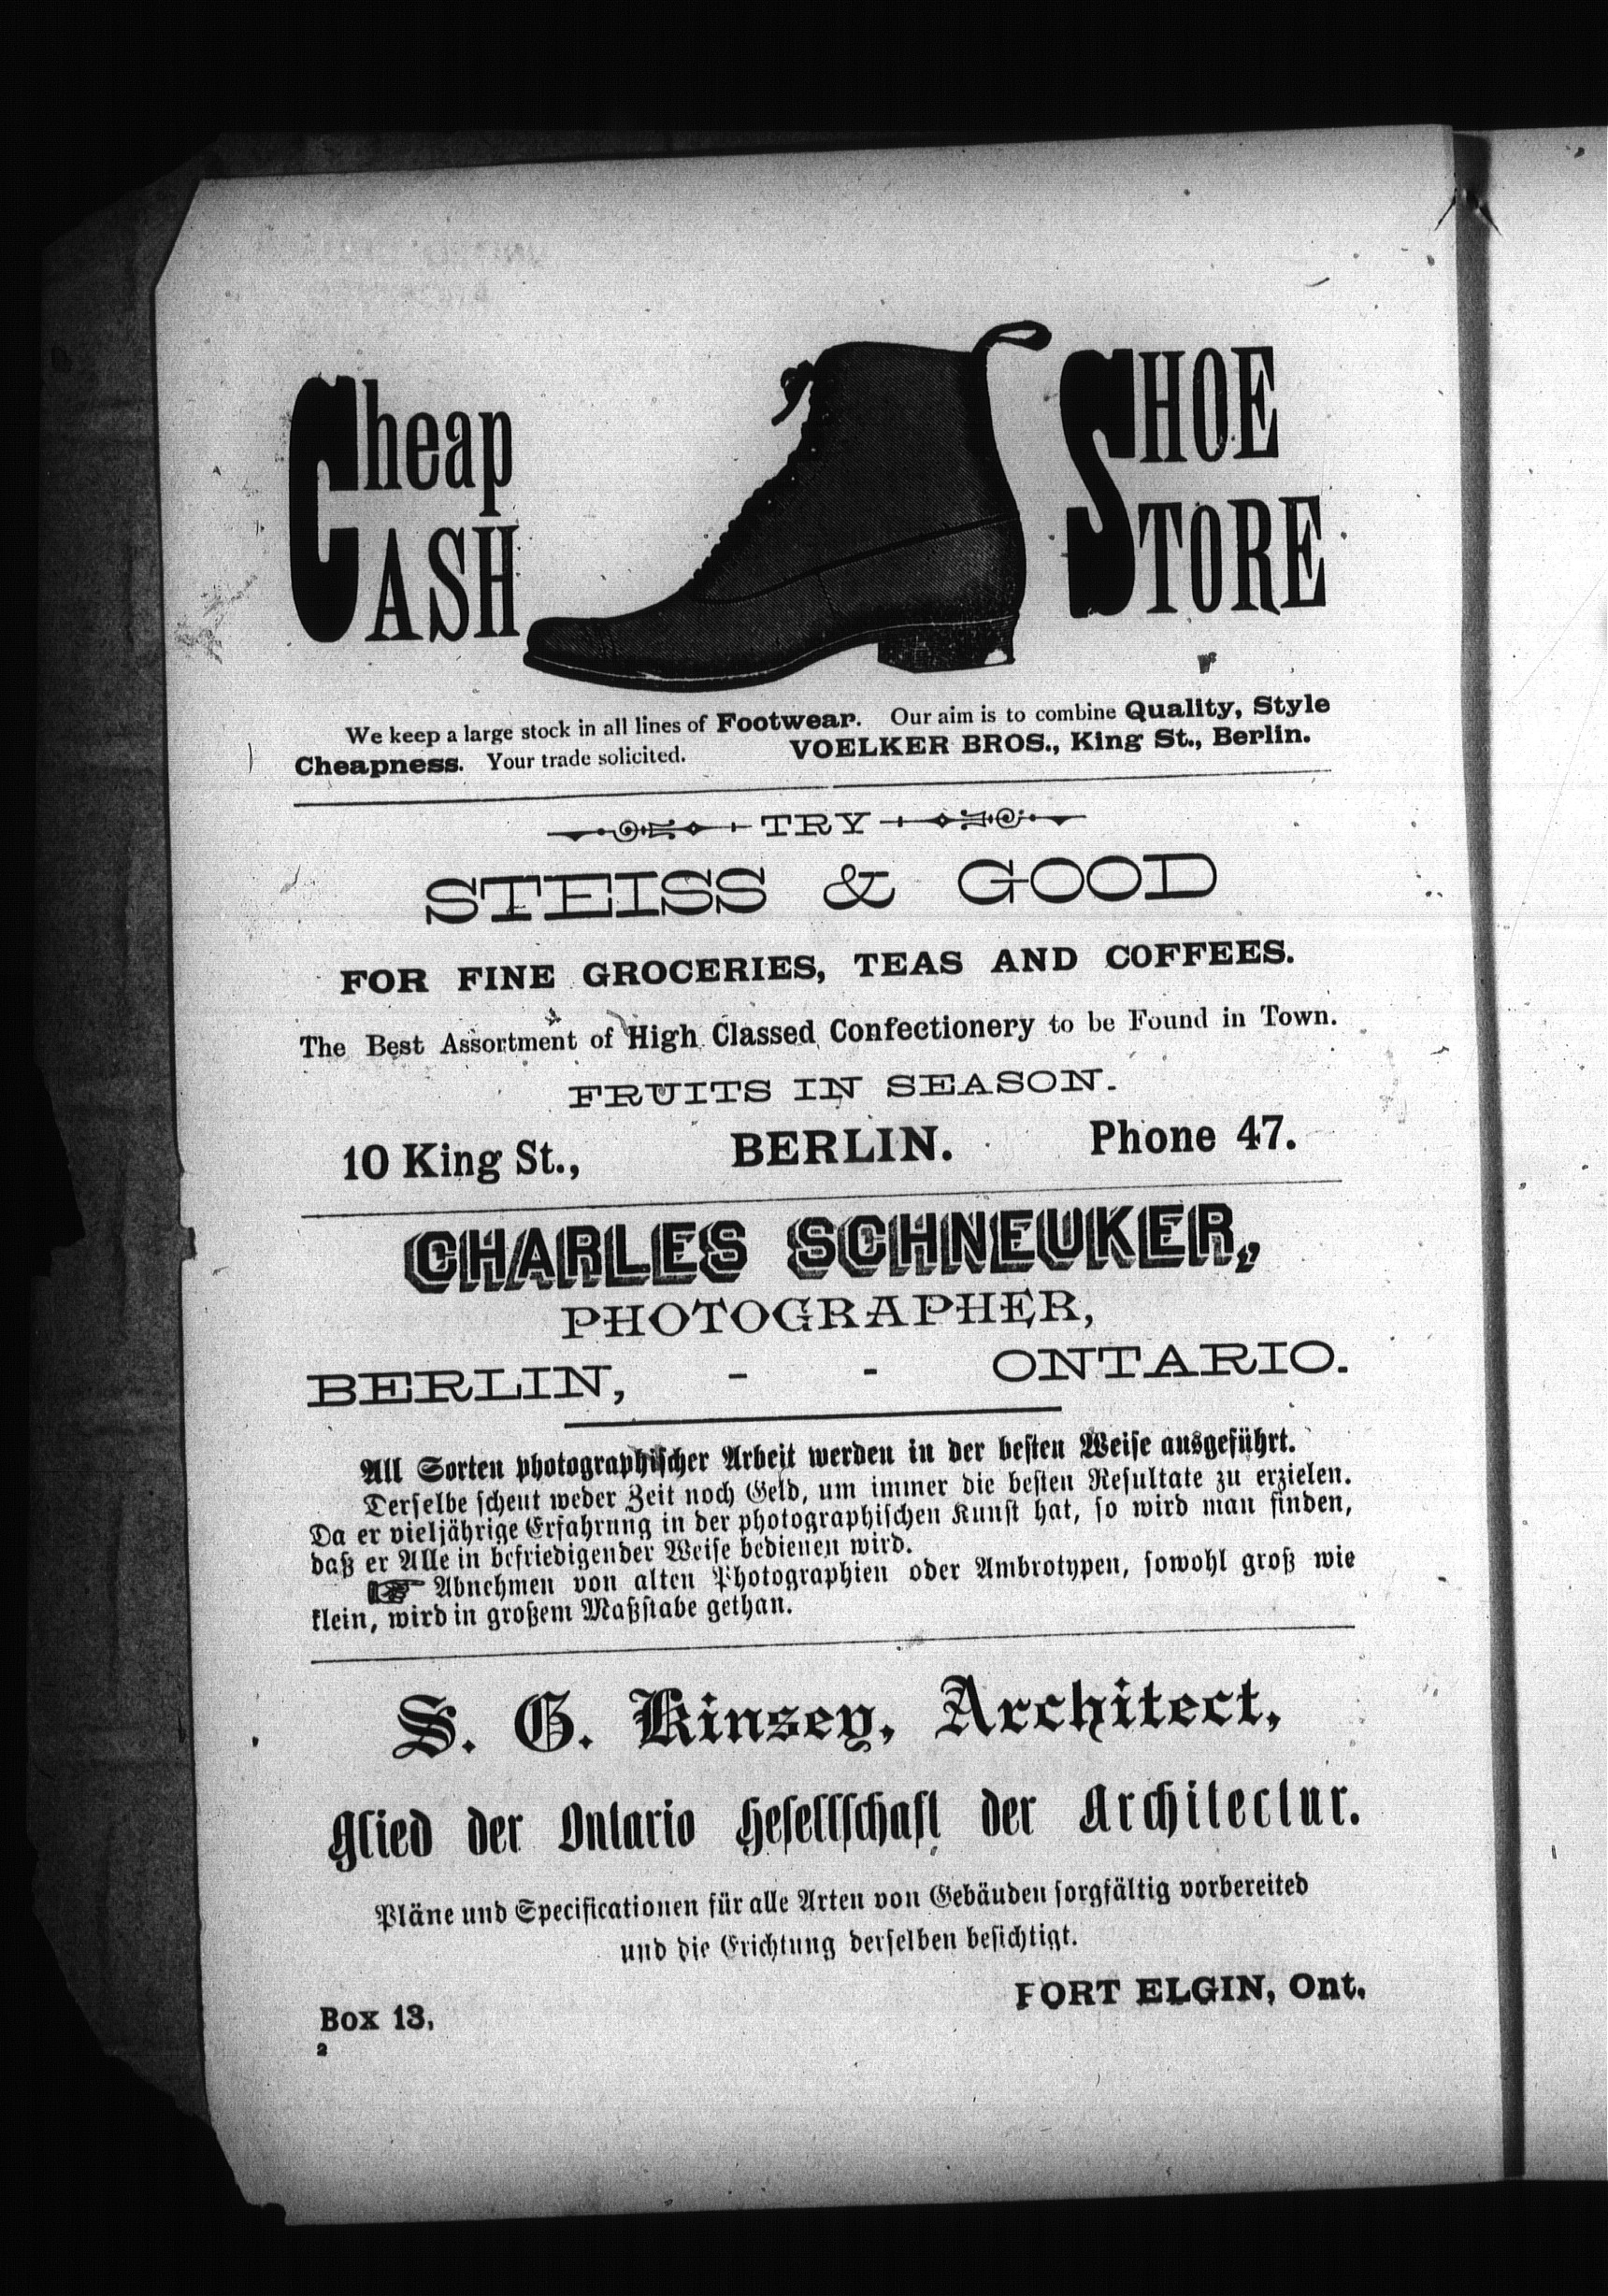 Cheap SHOE
CASH STORE
We keep a large stock in all lines of Footwear. Our aim is to combine Quality, Style
Cheapness. Your trade solicited. VOELKER BROS., King St., Berlin.
TRY
STEISS & GOOD
FOR FINE GROCERIES, TEAS AND COFFEES.
The Best Assortment of High Classed Confectionery to be Found in Town.
FRUITS IN SEASON.
10 King St., BERLIN. Phone 47.
CHARLES SCHNEUKER,
PHOTOGRAPHER,
BERLIN, - - ONTARIO.
All Sorten photographischer Arbeit werden in der besten Weise ausgeführt.
Derselbe scheut weder Zeit noch Geld, um immer die besten Resultate zu erzielen.
Da er vieljährige Erfahrung in der photographischen Kunst hat, so wird man finden,
daß er Alle in befriedigender Weise bedienen wird.
☞ Abnehmen von alten Photographien oder Ambrotypen, sowohl groß wie
klein, wird in großem Maßstabe gethan.
S. G. Kinsey, Architect,
Glied der Ontario Gesellschaft der Architectur.
Pläne und Specificationen für alle Arten von Gebäuden sorgfältig vorbereited
und die Erichtung derselben besichtigt.
FORT ELGIN, Ont.
Box 13,
2